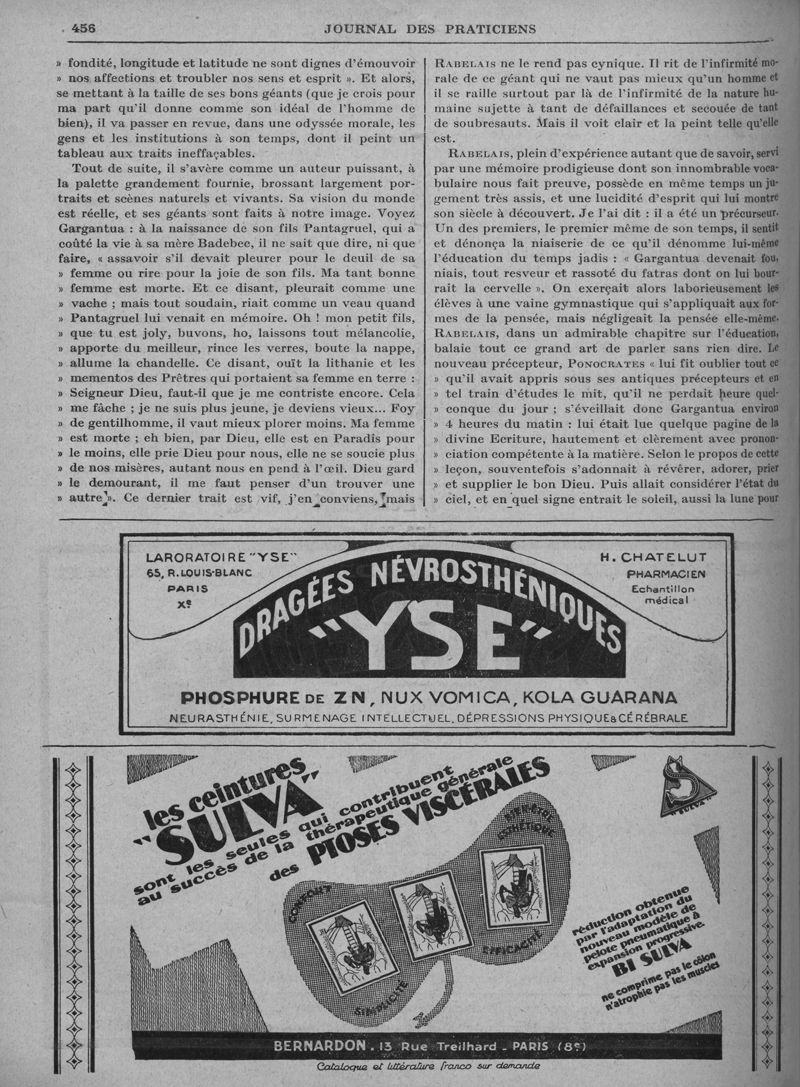 456
JOURNAL DES PRATICIENS
» fondité, longitude et latitude ne sont dignes d'émouvoir
» nos affections et troubler nos sens et esprit ». Et alors,
se mettant à la taille de ses bons géants (que je crois pour
ma part qu'il donne comme son idéal de l'homme de
bien), il va passer en revue, dans une odyssée morale, les
gens et les institutions à son temps, dont il peint un
tableau aux traits ineffaçables.
Tout de suite, il s'avère comme un auteur puissant, à
la palette grandement fournie, brossant largement por-
traits et scènes naturels et vivants. Sa vision du monde
est réelle, et ses géants sont faits à notre image. Voyez
Gargantua : à la naissance de son fils Pantagruel, qui a
coûté la vie à sa mère Badebec, il ne sait que dire, ni que
faire, « assavoir s'il devait pleurer pour le deuil de sa
» femme ou rire pour la joie de son fils. Ma tant bonne
» femme est morte. Et ce disant, pleurait comme une
» vache ; mais tout soudain, riait comme un veau quand
» Pantagruel lui venait en mémoire. Oh ! mon petit fils,
» que tu est joly, buvons, ho, laissons tout mélancolie,
» apporte du meilleur, rince les verres, boute la nappe,
» allume la chandelle. Ce disant, ouït la lithanie et les
» mementos des Prêtres qui portaient sa femme en terre :
» Seigneur Dieu, faut-il que je me contriste encore. Cela
» me fâche ; je ne suis plus jeune, je deviens vieux... Foy
» de gentilhomme, il vaut mieux plorer moins. Ma femme
» est morte ; eh bien, par Dieu, elle est en Paradis pour
» le moins, elle prie Dieu pour nous, elle ne se soucie plus
» de nos misères, autant nous en pend à l'œil. Dieu gard
» le demourant, il me faut penser d'un trouver une
» autre ». Ce dernier trait est vif, j'en conviens, mais
RABELAIS ne le rend pas cynique. Il rit de l'infirmité mo-
rale de ce géant qui ne vaut pas mieux qu'un homme et
il se raille surtout par là de l'infirmité de la nature hu-
maine sujette à tant de défaillances et secouée de tant
de soubresauts. Mais il voit clair et la peint telle qu'elle
est.
RABELAIS, plein d'expérience autant que de savoir, servi
par une mémoire prodigieuse dont son innombrable voca-
bulaire nous fait preuve, possède en même temps un ju-
gement très assis, et une lucidité d'esprit qui lui montre
son siècle à découvert. Je l'ai dit : il a été un précurseur.
Un des premiers, le premier même de son temps, il sentit
et dénonça la niaiserie de ce qu'il dénomme lui-même
l'éducation du temps jadis : « Gargantua devenait fou,
niais, tout resveur et rassoté du fatras dont on lui bour-
rait la cervelle ». On exerçait alors laborieusement les
élèves à une vaine gymnastique qui s'appliquait aux for-
mes de la pensée, mais négligeait la pensée elle-même.
RABELAIS, dans un admirable chapitre sur l'éducation,
balaie tout ce grand art de parler sans rien dire. Le
nouveau précepteur, PONOCRATES « lui fit oublier tout ce
» qu'il avait appris sous ses antiques précepteurs et en
» tel train d'études le mit, qu'il ne perdait heure quel-
» conque du jour ; s'éveillait donc Gargantua environ
» 4 heures du matin : lui était lue quelque pagine de la
» divine Ecriture, hautement et clèrement avec pronon-
» ciation compétente à la matière. Selon le propos de cette
» leçon, souventefois s'adonnait à révérer, adorer, prier
» et supplier le bon Dieu. Puis allait considérer l'état du
» ciel, et en quel signe entrait le soleil, aussi la lune pour
LARORATOIRE "YSE"
65, R. LOUIS-BLANC
PARIS
Xe
H. CHATELUT
PHARMACIEN
Echantillon
médical
DRAGÉES NÉVROSTHÉNIQUES
"YSE"
PHOSPHURE DE ZN, NUX VOMICA, KOLA GUARANA
NEURASTHÉNIE, SURMENAGE INTELLECTUEL, DÉPRESSIONS PHYSIQUE & CÉRÉBRALE
les ceintures
"SULVA"
sont les seules qui contribuent
au succès de la thérapeutique générale
des PTOSES VISCÉRALES
S
"SULVA"
CONFORT
BIEN-ÊTRE
ESTHÉTIQUE
SIMPLICITÉ
EFFICACITÉ
réduction obtenue
par l'adaptation du
nouveau modèle de
pelote pneumatique à
expansion progressive.
BI SULVA
ne comprime pas le côlon
n'atrophie pas les muscles
BERNARDON . 13 Rue Treilhard - PARIS (8e)
Catalogue et littérature franco sur demande